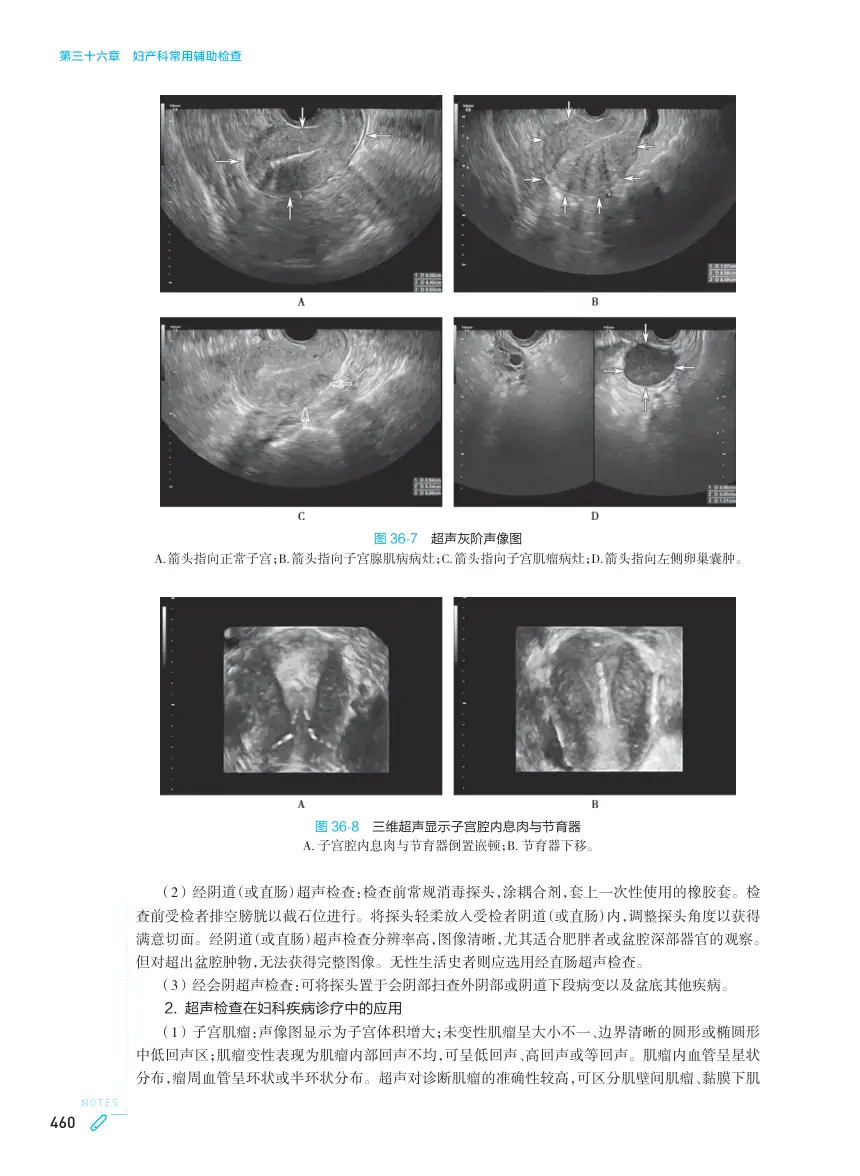 第三十六章 妇产科常用辅助检查
A
B
C
D
图 36-7 超声灰阶声像图
A.箭头指向正常子宫;B.箭头指向子宫腺肌病病灶;C.箭头指向子宫肌瘤病灶;D.箭头指向左侧卵巢囊肿。
A
B
图 36-8 三维超声显示子宫腔内息肉与节育器
A. 子宫腔内息肉与节育器倒置嵌顿;B. 节育器下移。
(2)经阴道(或直肠)超声检查:检查前常规消毒探头,涂耦合剂,套上一次性使用的橡胶套。检
查前受检者排空膀胱以截石位进行。将探头轻柔放入受检者阴道(或直肠)内,调整探头角度以获得
满意切面。经阴道(或直肠)超声检查分辨率高,图像清晰,尤其适合肥胖者或盆腔深部器官的观察。
但对超出盆腔肿物,无法获得完整图像。无性生活史者则应选用经直肠超声检查。
(3)经会阴超声检查:可将探头置于会阴部扫查外阴部或阴道下段病变以及盆底其他疾病。
2. 超声检查在妇科疾病诊疗中的应用
(1)子宫肌瘤:声像图显示为子宫体积增大;未变性肌瘤呈大小不一、边界清晰的圆形或椭圆形
中低回声区;肌瘤变性表现为肌瘤内部回声不均,可呈低回声、高回声或等回声。肌瘤内血管呈星状
分布,瘤周血管呈环状或半环状分布。超声对诊断肌瘤的准确性较高,可区分肌壁间肌瘤、黏膜下肌
NOTES
460